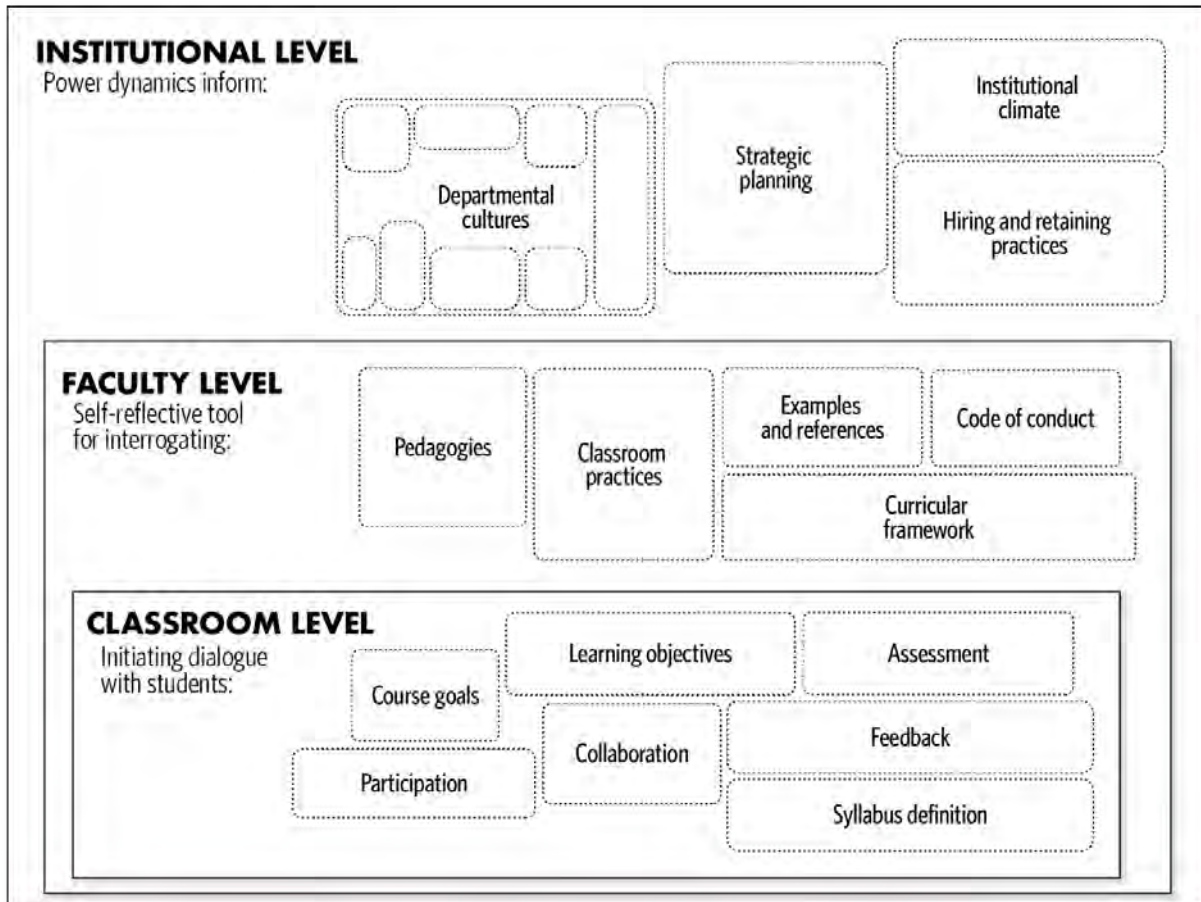 INSTITUTIONAL LEVEL
Power dynamics inform:
Departmental
cultures
Strategic
planning
Institutional
climate
Hiring and retaining
practices
FACULTY LEVEL
Self-reflective tool
for interrogating:
Pedagogies
Classroom
practices
Examples
and references
Code of conduct
Curricular
framework
CLASSROOM LEVEL
Initiating dialogue
with students:
Course goals
Learning objectives
Assessment
Participation
Collaboration
Feedback
Syllabus definition